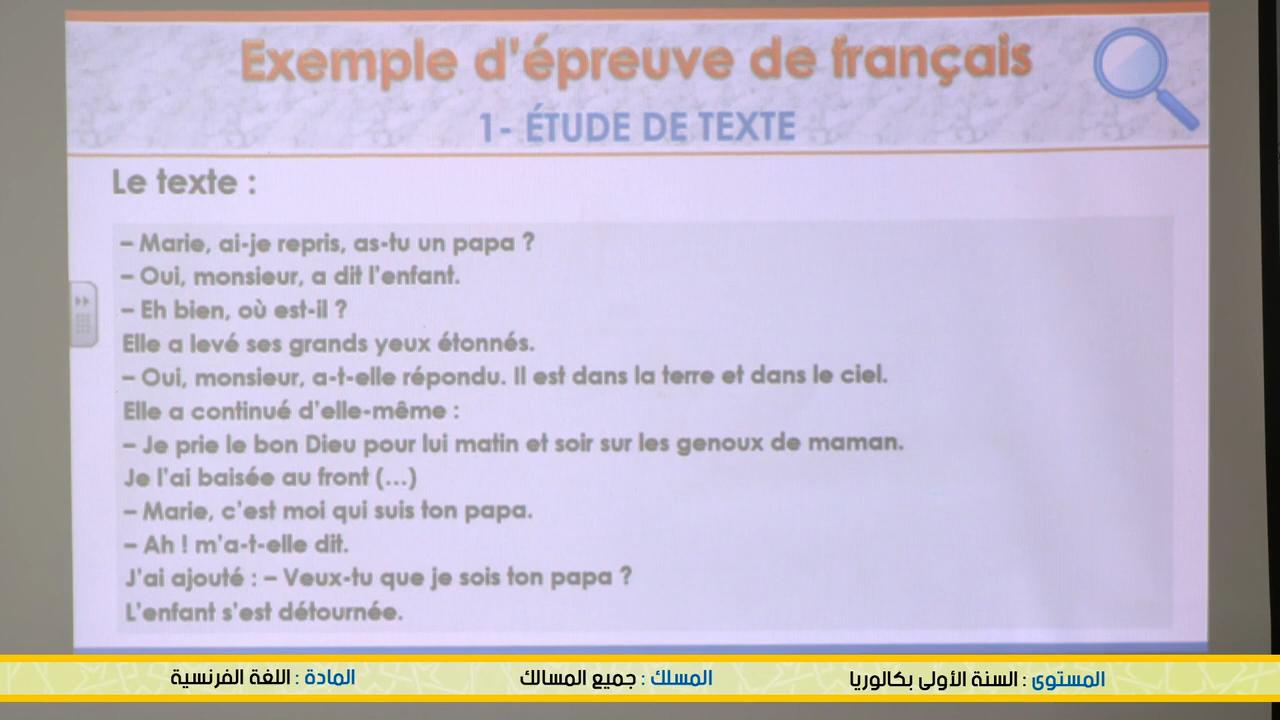 Exemple d'épreuve de français
1- ÉTUDE DE TEXTE
Le texte :
– Marie, ai-je repris, as-tu un papa ?
– Oui, monsieur, a dit l'enfant.
– Eh bien, où est-il ?
Elle a levé ses grands yeux étonnés.
– Oui, monsieur, a-t-elle répondu. Il est dans la terre et dans le ciel.
Elle a continué d'elle-même :
– Je prie le bon Dieu pour lui matin et soir sur les genoux de maman.
Je l'ai baisée au front (...)
– Marie, c'est moi qui suis ton papa.
– Ah ! m'a-t-elle dit.
J'ai ajouté : – Veux-tu que je sois ton papa ?
L'enfant s'est détournée.
المستوى : السنة الأولى بكالوريا المسلك : جميع المسالك المادة : اللغة الفرنسية